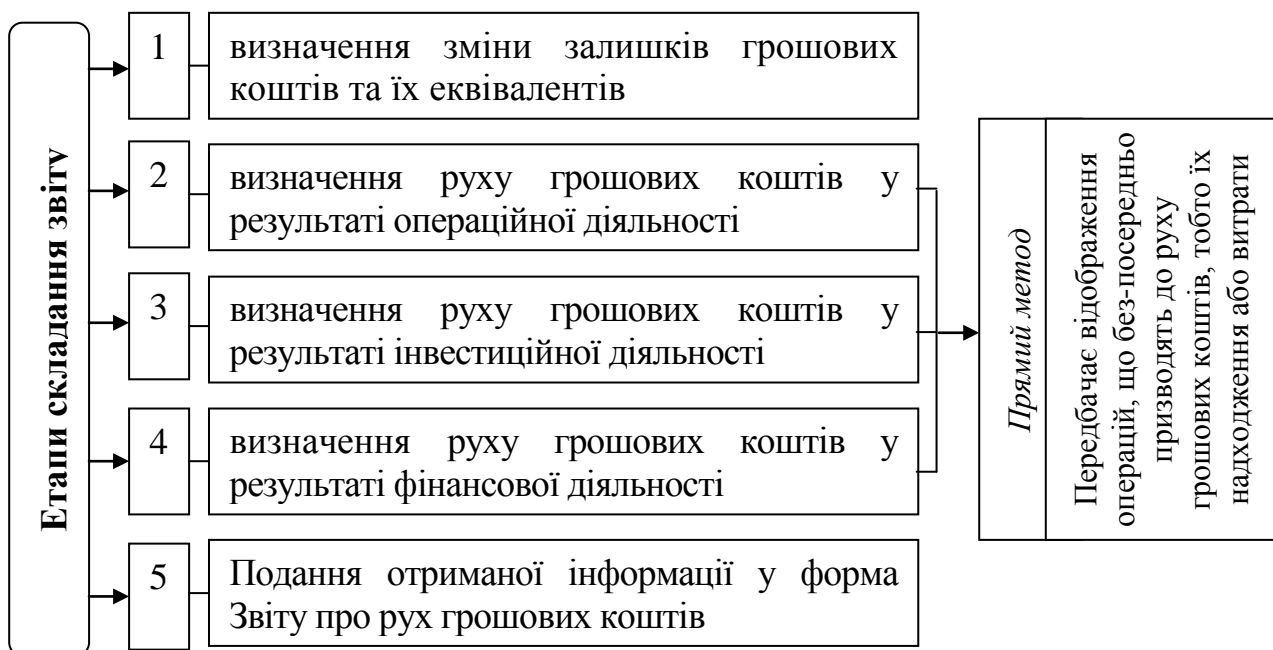 Етапи складання звіту
1
визначення зміни залишків грошових
коштів та їх еквівалентів
2
визначення руху грошових коштів у
результаті операційної діяльності
3
визначення руху грошових коштів у
результаті інвестиційної діяльності
4
визначення руху грошових коштів у
результаті фінансової діяльності
5
Подання отриманої інформації у форма
Звіту про рух грошових коштів
Прямий метод
Передбачає відображення
операцій, що без-посередньо
призводять до руху
грошових коштів, тобто їх
надходження або витрати